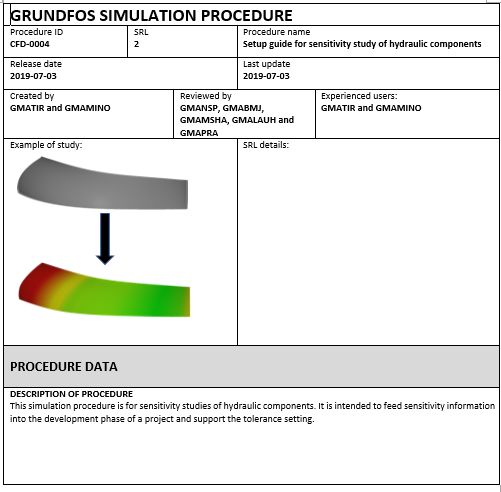 GRUNDFOS SIMULATION PROCEDURE
Procedure ID
CFD-0004
SRL
2
Procedure name
Setup guide for sensitivity study of hydraulic components
Release date
2019-07-03
Last update
2019-07-03
Created by
GMATIR and GMAMINO
Reviewed by
GMANSP, GMABMJ,
GMAMSHA, GMALAUH and
GMAPRA
Experienced users:
GMATIR and GMAMINO
Example of study:
SRL details:
PROCEDURE DATA
DESCRIPTION OF PROCEDURE
This simulation procedure is for sensitivity studies of hydraulic components. It is intended to feed sensitivity information
into the development phase of a project and support the tolerance setting.